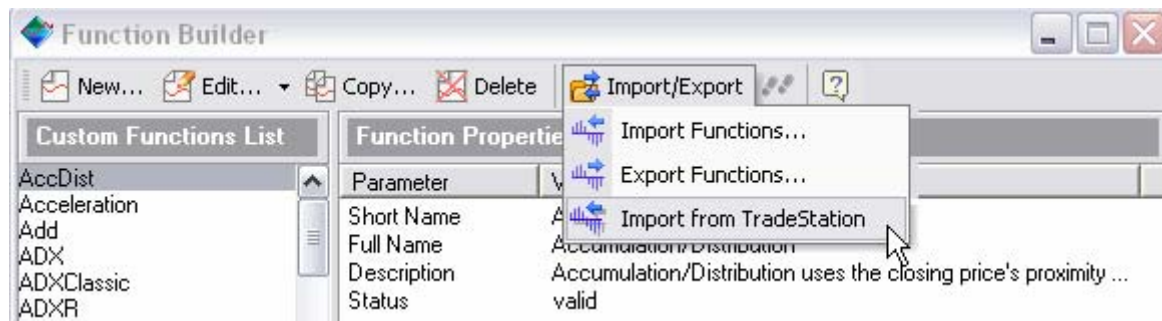 Function Builder
New... Edit... Copy... Delete Import/Export
Custom Functions List Function Propertie
Import Functions...
Export Functions...
Import from TradeStation
AccDist
Acceleration
Add
ADX
ADXClassic
ADXR
Parameter V
Short Name A
Full Name Accumulation/Distribution
Description Accumulation/Distribution uses the closing price's proximity ...
Status valid